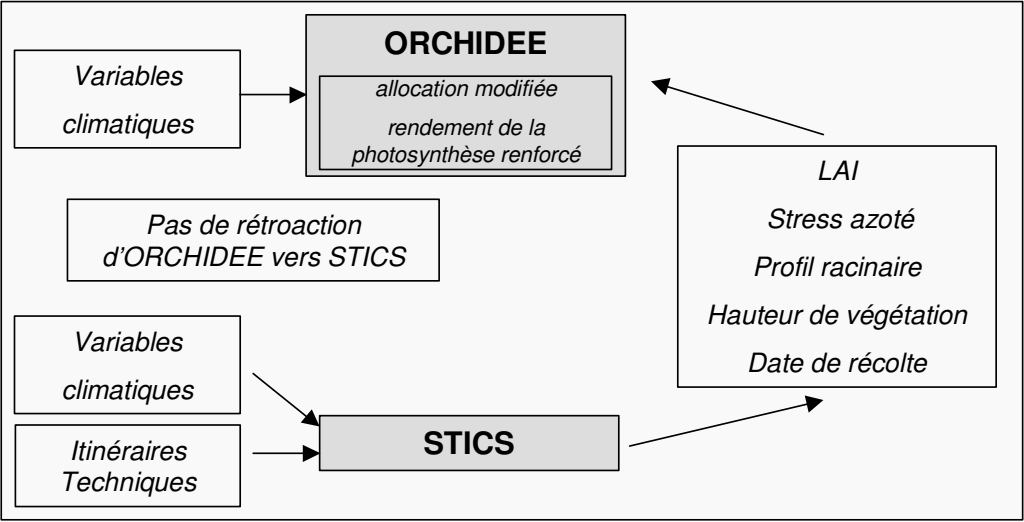 ORCHIDEE
allocation modifiée
rendement de la
photosynthèse renforcé
Variables
climatiques
Pas de rétroaction
d'ORCHIDEE vers STICS
LAI
Stress azoté
Profil racinaire
Hauteur de végétation
Date de récolte
Variables
climatiques
Itinéraires
Techniques
STICS